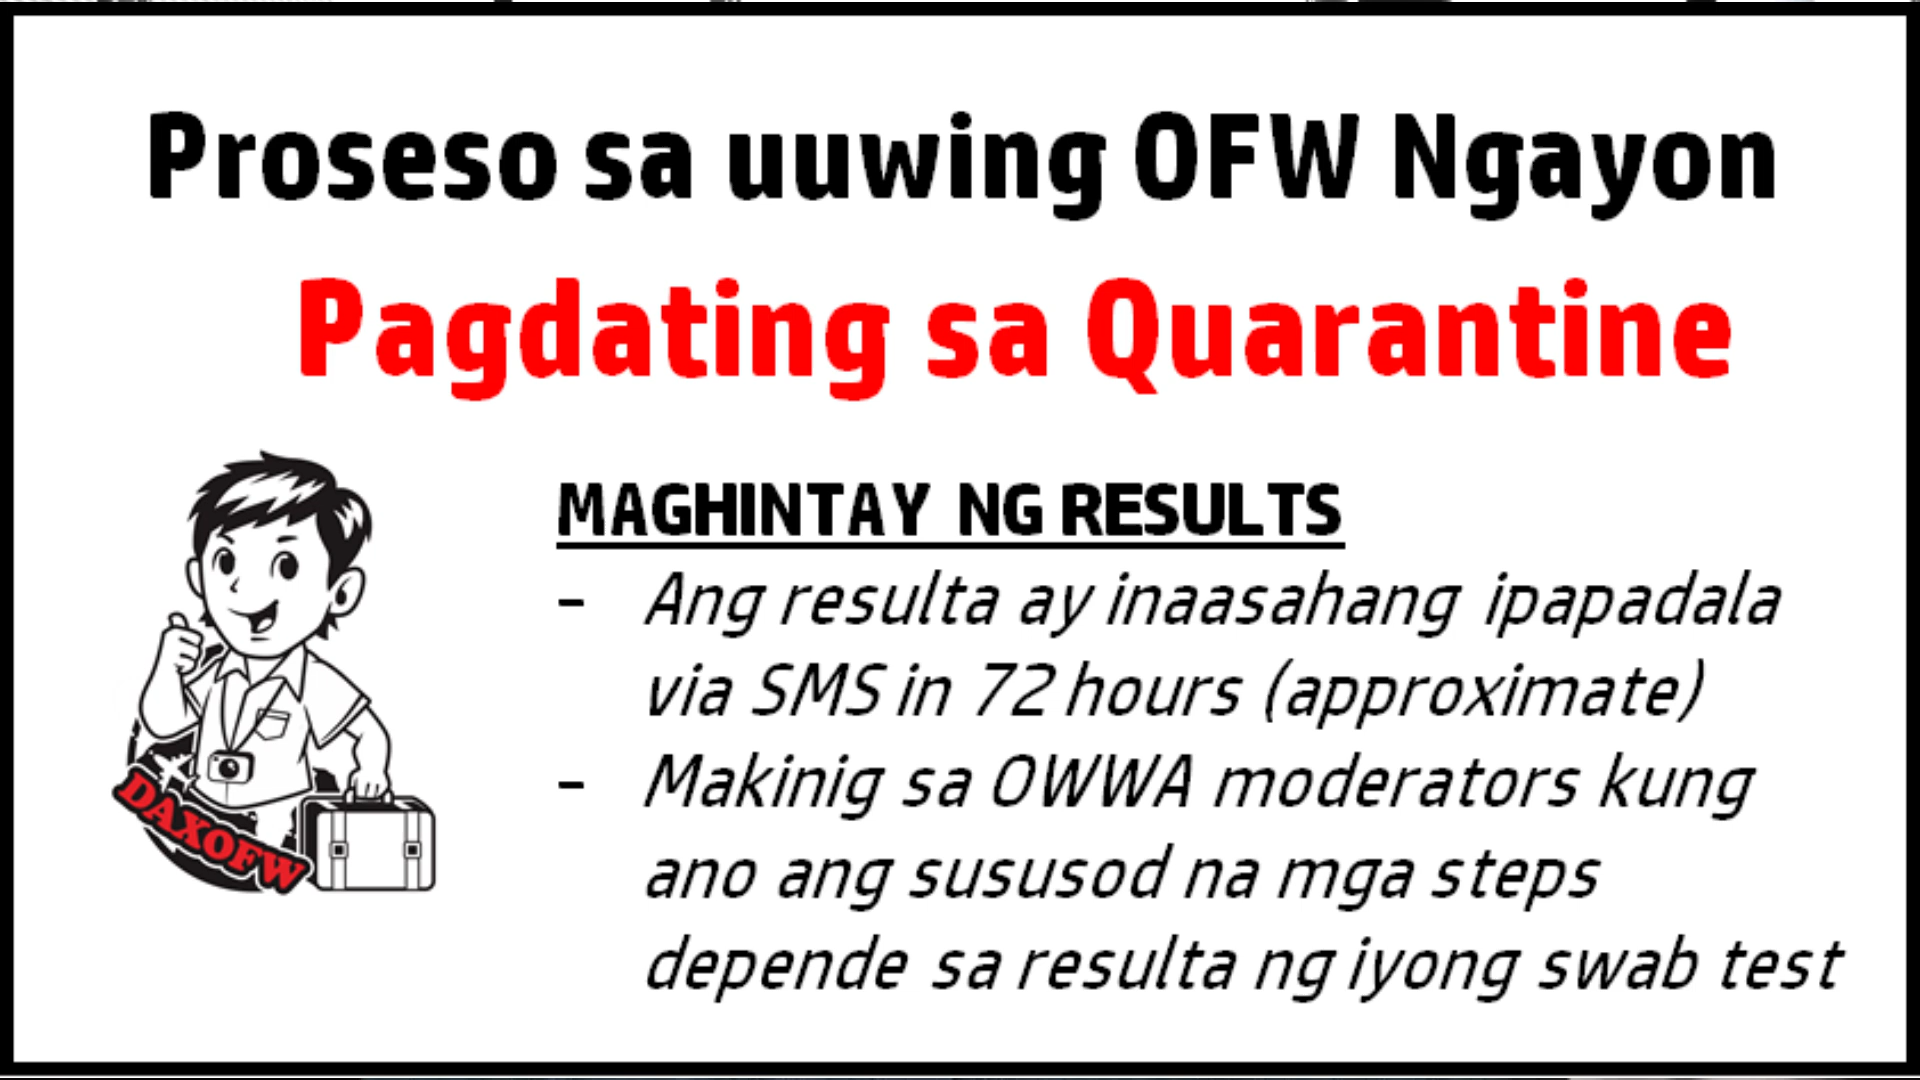 Proseso sa uuwing OFW Ngayon
Pagdating sa Quarantine
MAGHINTAY NG RESULTS
- Ang resulta ay inaasahang ipapadala
via SMS in 72 hours (approximate)
- Makinig sa OWWA moderators kung
ano ang sususod na mga steps
depende sa resulta ng iyong swab test
DAXOFW